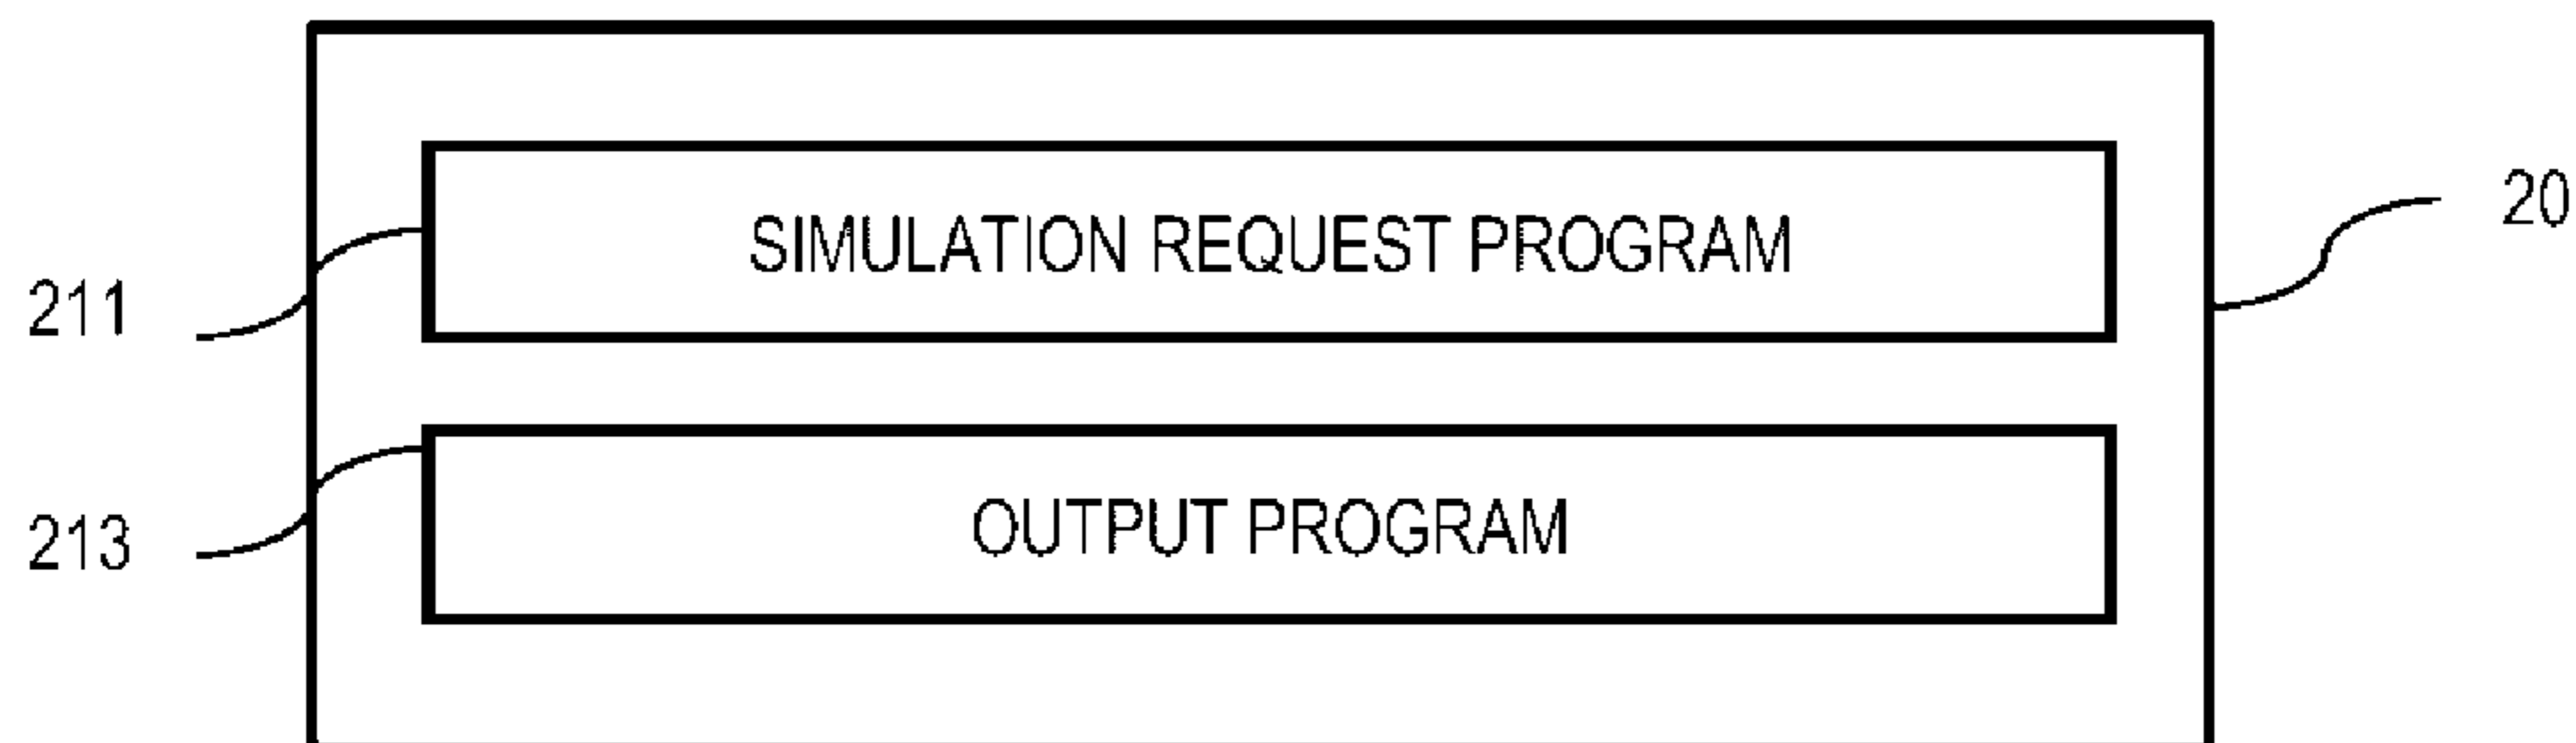 SIMULATION REQUEST PROGRAM
20
211
OUTPUT PROGRAM
213